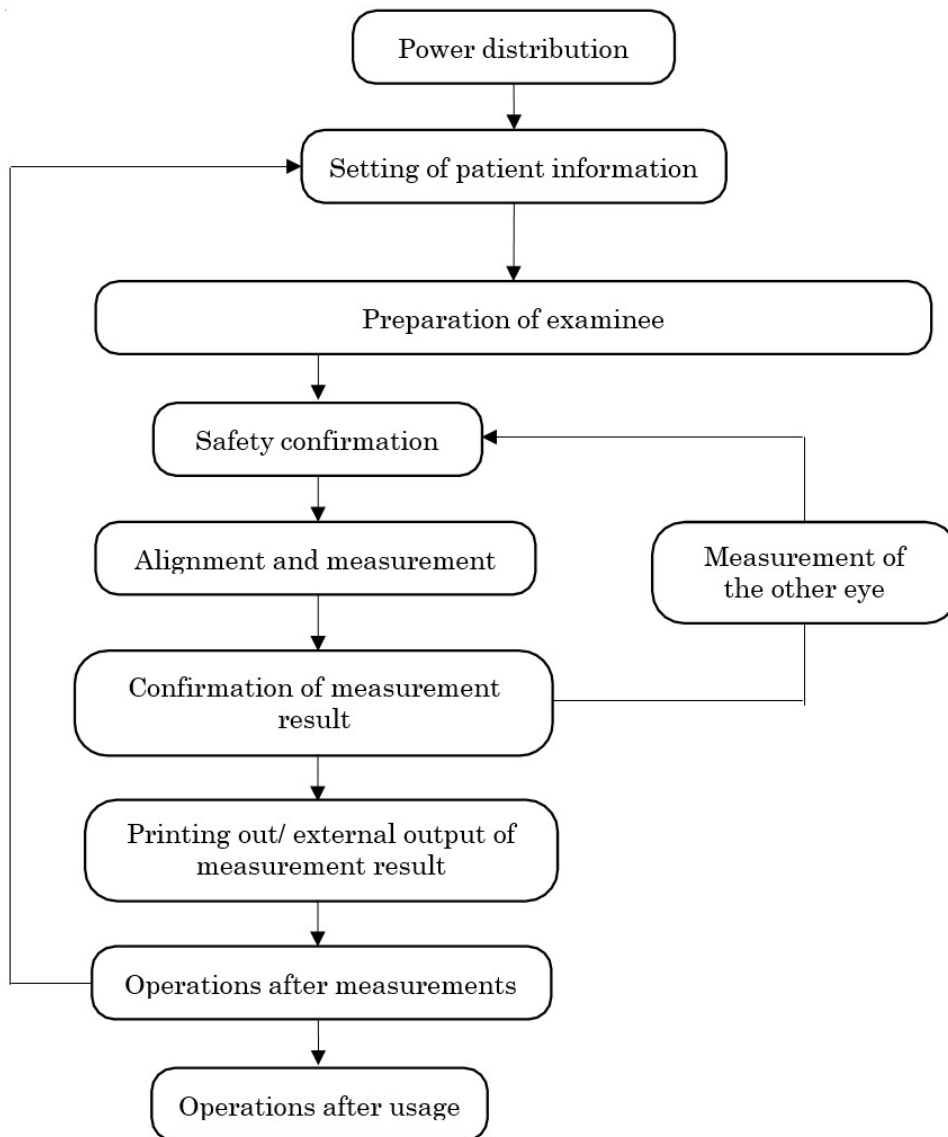 Power distribution
Setting of patient information
Preparation of examinee
Safety confirmation
Alignment and measurement
Measurement of
the other eye
Confirmation of measurement
result
Printing out/ external output of
measurement result
Operations after measurements
Operations after usage